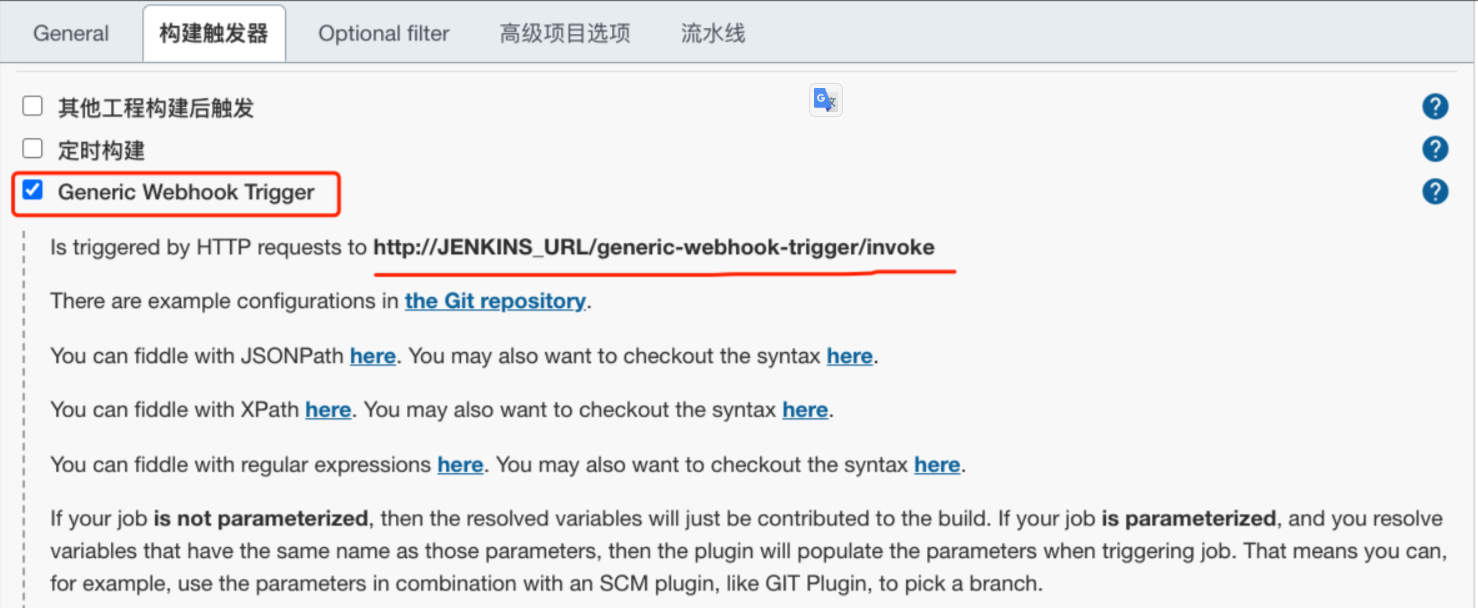 General 构建触发器 Optional filter 高级项目选项 流水线
其他工程构建后触发
定时构建
Generic Webhook Trigger
Is triggered by HTTP requests to http://JENKINS_URL/generic-webhook-trigger/invoke
There are example configurations in the Git repository.
You can fiddle with JSONPath here. You may also want to checkout the syntax here.
You can fiddle with XPath here. You may also want to checkout the syntax here.
You can fiddle with regular expressions here. You may also want to checkout the syntax here.
If your job is not parameterized, then the resolved variables will just be contributed to the build. If your job is parameterized, and you resolve
variables that have the same name as those parameters, then the plugin will populate the parameters when triggering job. That means you can,
for example, use the parameters in combination with an SCM plugin, like GIT Plugin, to pick a branch.